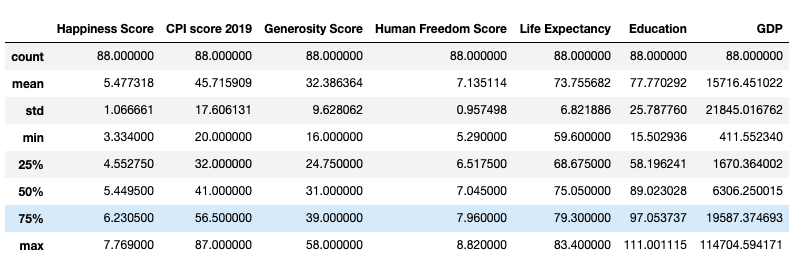 Happiness Score CPI score 2019 Generosity Score Human Freedom Score Life Expectancy Education GDP
count 88.000000 88.000000 88.000000 88.000000 88.000000 88.000000 88.000000
mean 5.477318 45.715909 32.386364 7.135114 73.755682 77.770292 15716.451022
std 1.066661 17.606131 9.628062 0.957498 6.821886 25.787760 21845.016762
min 3.334000 20.000000 16.000000 5.290000 59.600000 15.502936 411.552340
25% 4.552750 32.000000 24.750000 6.517500 68.675000 58.196241 1670.364002
50% 5.449500 41.000000 31.000000 7.045000 75.050000 89.023028 6306.250015
75% 6.230500 56.500000 39.000000 7.960000 79.300000 97.053737 19587.374693
max 7.769000 87.000000 58.000000 8.820000 83.400000 111.001115 114704.594171